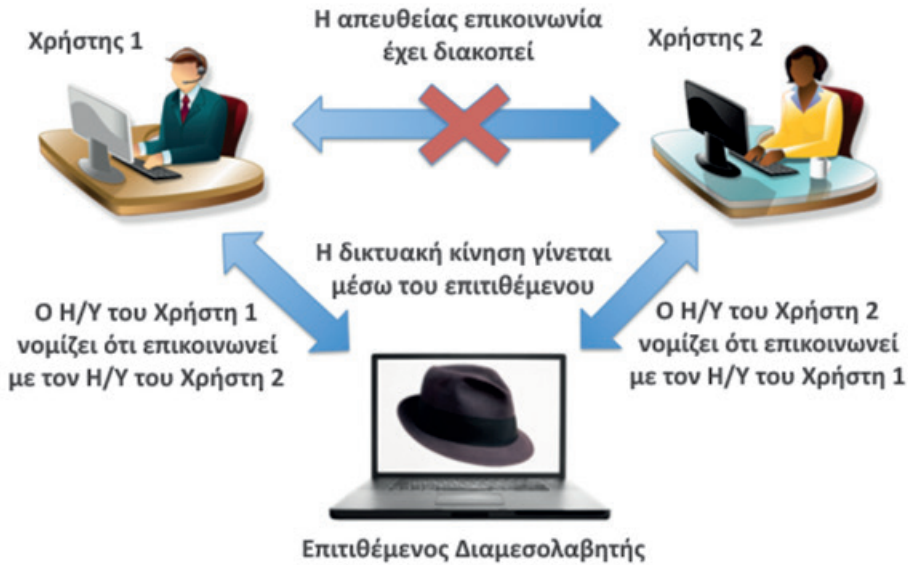 Χρήστης 1
Η απευθείας επικοινωνία
έχει διακοπεί
Χρήστης 2
Η δικτυακή κίνηση γίνεται
μέσω του επιτιθέμενου
Ο Η/Υ του Χρήστη 1
νομίζει ότι επικοινωνεί
με τον Η/Υ του Χρήστη 2
Ο Η/Υ του Χρήστη 2
νομίζει ότι επικοινωνεί
με τον Η/Υ του Χρήστη 1
Επιτιθέμενος Διαμεσολαβητής